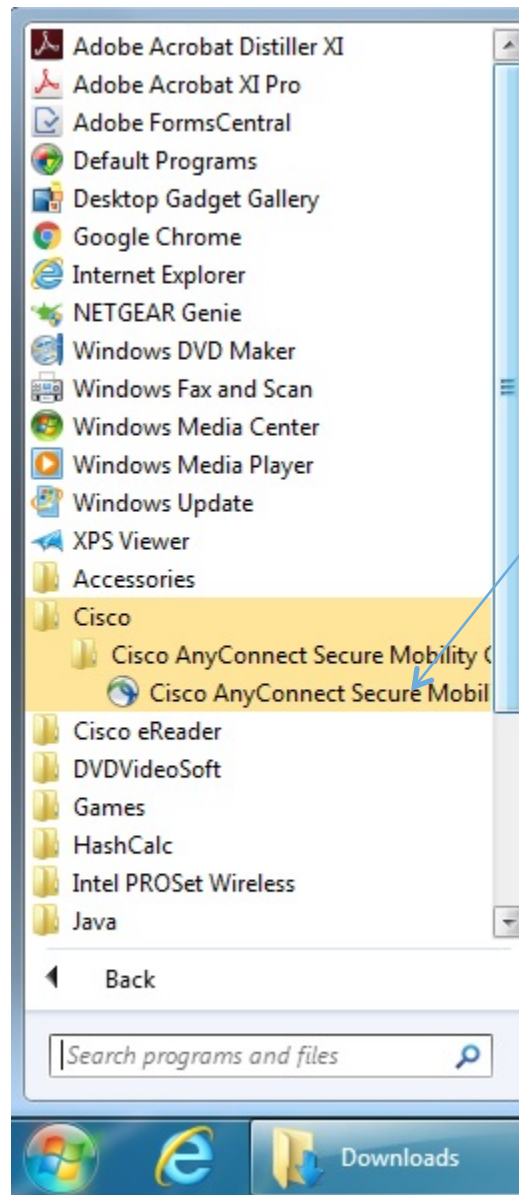 Adobe Acrobat Distiller XI
Adobe Acrobat XI Pro
Adobe FormsCentral
Default Programs
Desktop Gadget Gallery
Google Chrome
Internet Explorer
NETGEAR Genie
Windows DVD Maker
Windows Fax and Scan
Windows Media Center
Windows Media Player
Windows Update
XPS Viewer
Accessories
Cisco
Cisco AnyConnect Secure Mobility C
Cisco AnyConnect Secure Mobil
Cisco eReader
DVDVideoSoft
Games
HashCalc
Intel PROSet Wireless
Java
Back
Search programs and files
Downloads